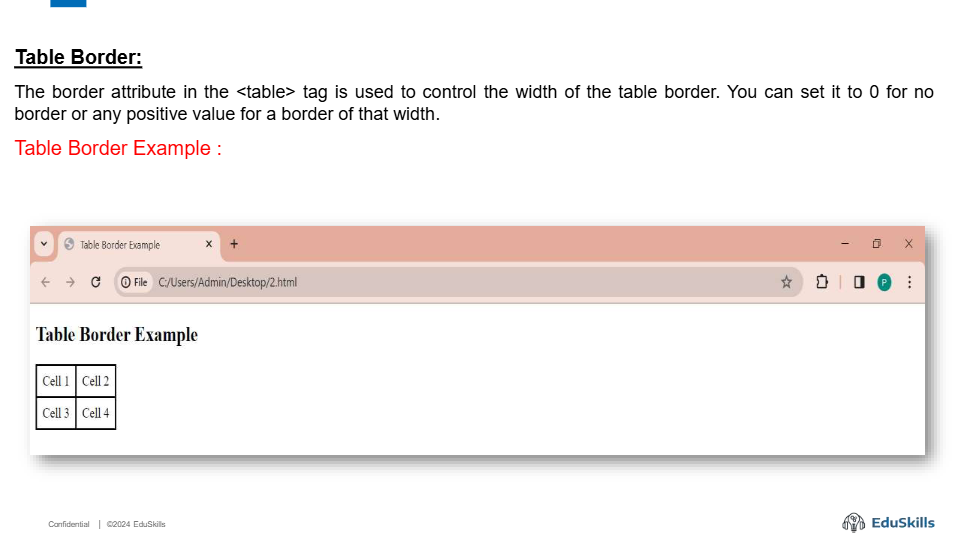 Table Border:
The border attribute in the <table> tag is used to control the width of the table border. You can set it to 0 for no
border or any positive value for a border of that width.
Table Border Example :
Table Border Example
File C:/Users/Admin/Desktop/2.html
P
Table Border Example
Cell 1 Cell 2
Cell 3 Cell 4
Confidential | ©2024 EduSkills
EduSkills